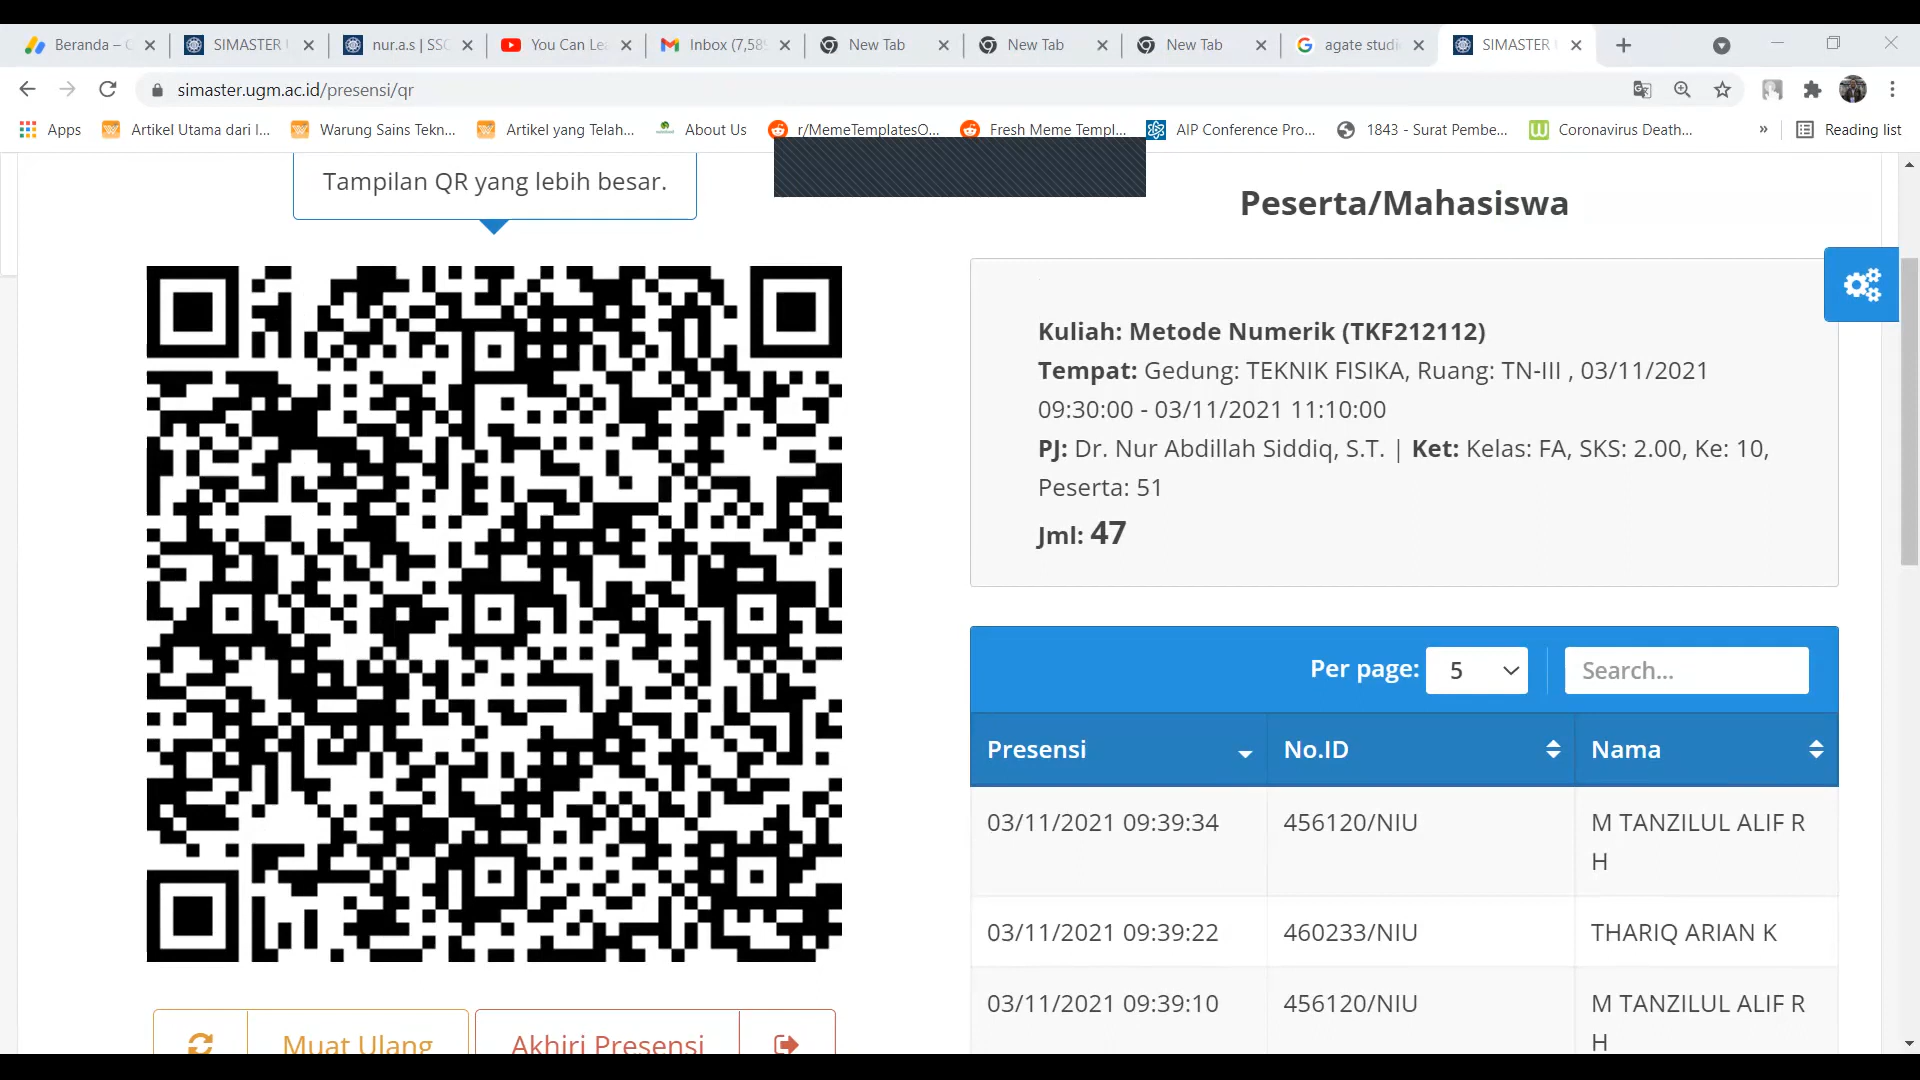 Beranda –
SIMASTER
nur.a.s | SSO
You Can Le
Inbox (7,58
New Tab
New Tab
New Tab
agate studi
SIMASTER
simaster.ugm.ac.id/presensi/qr
Apps
Artikel Utama dari l...
Warung Sains Tekn...
Artikel yang Telah...
About Us
r/MemeTemplatesO...
Fresh Meme Templ...
AIP Conference Pro...
1843 - Surat Pembe...
Coronavirus Death...
»
Reading list
Tampilan QR yang lebih besar.
Peserta/Mahasiswa
Kuliah: Metode Numerik (TKF212112)
Tempat: Gedung: TEKNIK FISIKA, Ruang: TN-III , 03/11/2021
09:30:00 - 03/11/2021 11:10:00
PJ: Dr. Nur Abdillah Siddiq, S.T. | Ket: Kelas: FA, SKS: 2.00, Ke: 10,
Peserta: 51
Jml: 47
Per page: 5
Search...
Presensi No.ID Nama
03/11/2021 09:39:34 456120/NIU M TANZILUL ALIF R
H
03/11/2021 09:39:22 460233/NIU THARIQ ARIAN K
03/11/2021 09:39:10 456120/NIU M TANZILUL ALIF R
H
Muat Ulang
Akhiri Presensi